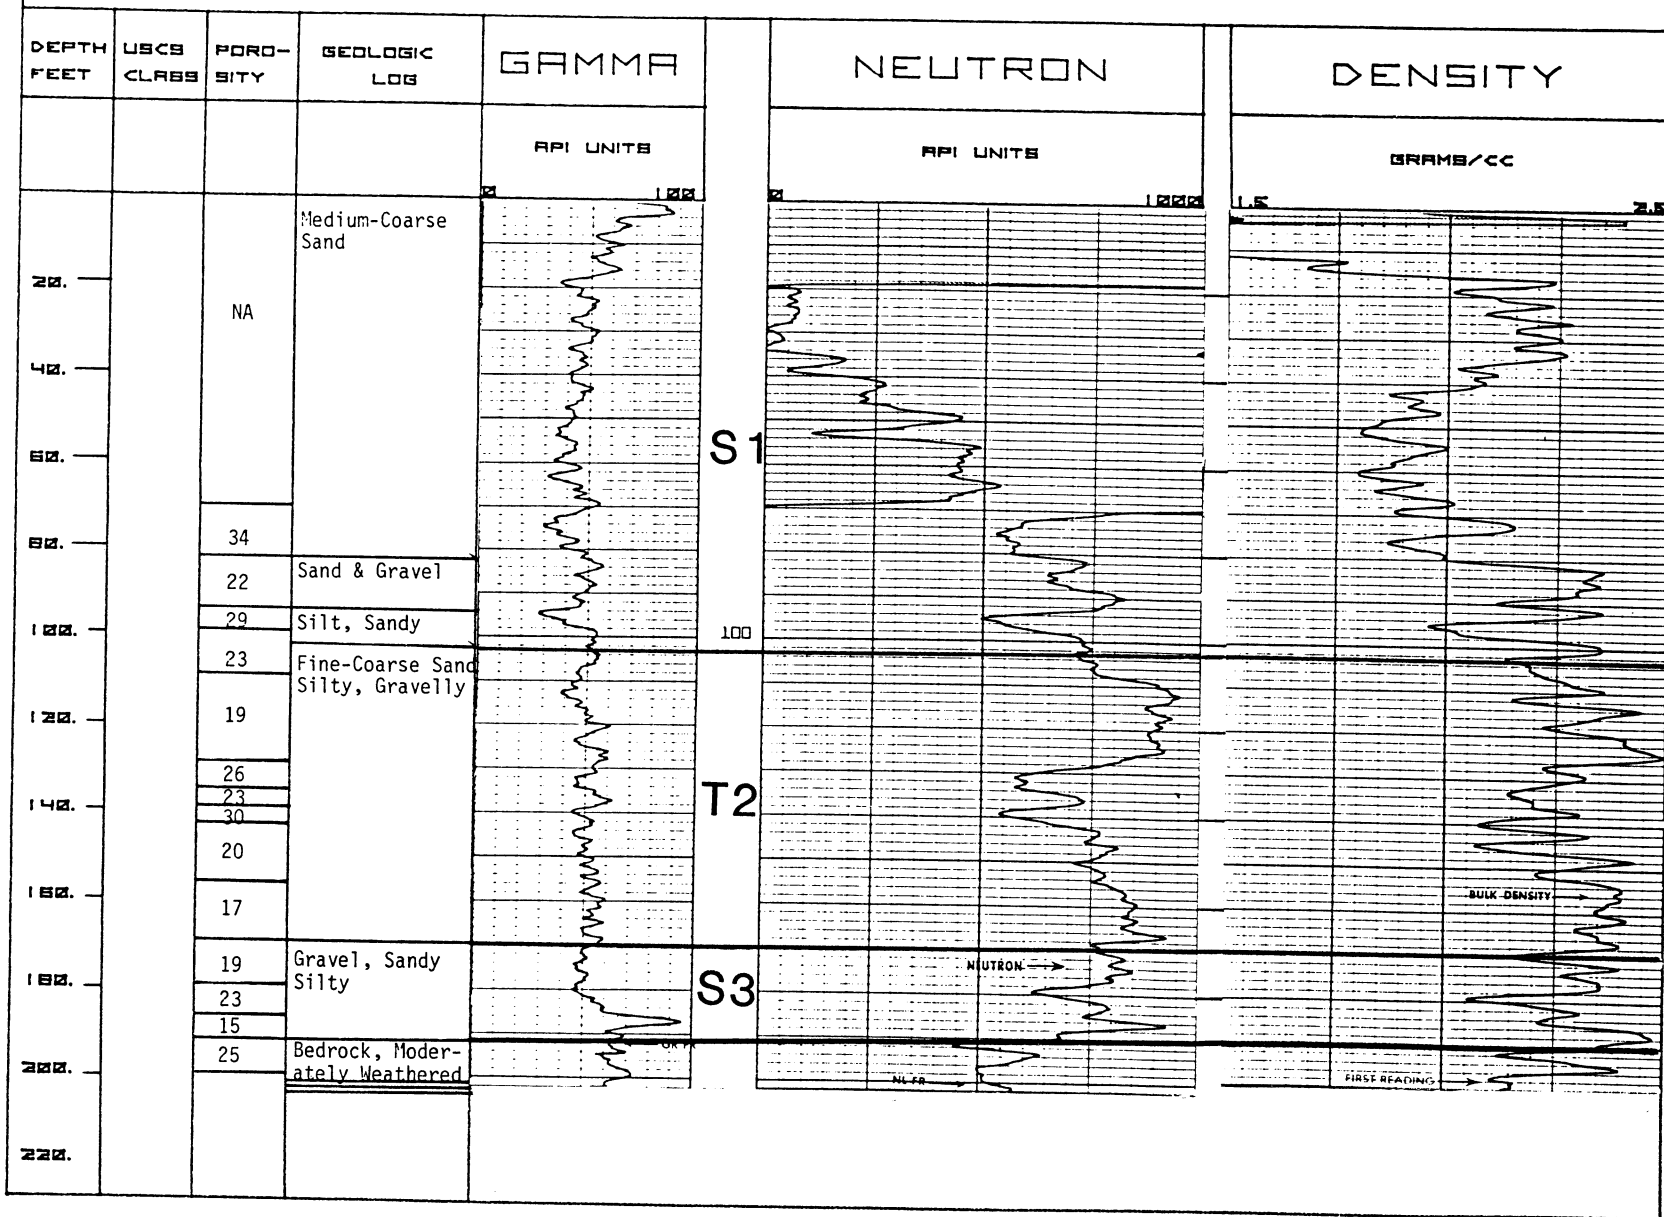 DEPTH FEET
USCS CLASS
PORO-SITY
GEOLOGIC LOG
GAMMA
NEUTRON
DENSITY
API UNITS
API UNITS
GRAMS/CC
0 100
0 1000
1.5 2.5
Medium-Coarse
Sand
20.
NA
40.
S1
60.
34
80.
Sand & Gravel
22
29
Silt, Sandy
100.
100
23
Fine-Coarse Sand
Silty, Gravelly
19
120.
26
23
T2
140.
30
20
160.
BULK DENSITY
17
Gravel, Sandy
19
NEUTRON
Silty
180.
23
S3
15
GR FR
25
Bedrock, Moder-
ately Weathered
200.
NL FR
FIRST READING
220.